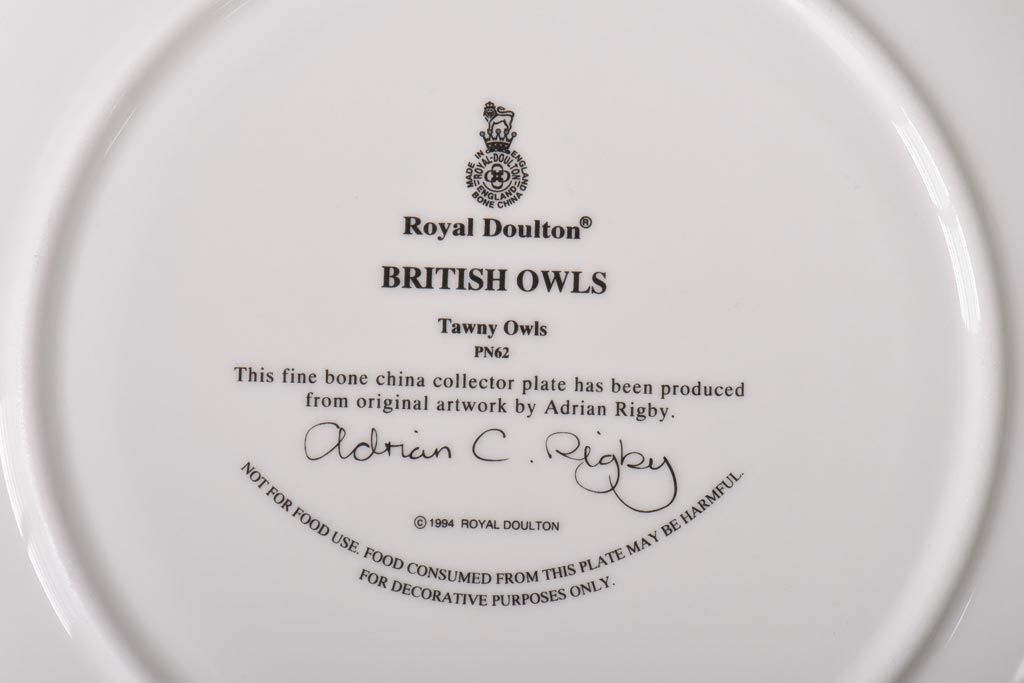 MADE IN ENGLAND
ROYAL-DOULTON
ENGLAND
BONE CHINA
Royal Doulton®
BRITISH OWLS
Tawny Owls
PN62
This fine bone china collector plate has been produced
from original artwork by Adrian Rigby.
Adrian C. Rigby
© 1994 ROYAL DOULTON
NOT FOR FOOD USE. FOOD CONSUMED FROM THIS PLATE MAY BE HARMFUL.
FOR DECORATIVE PURPOSES ONLY.